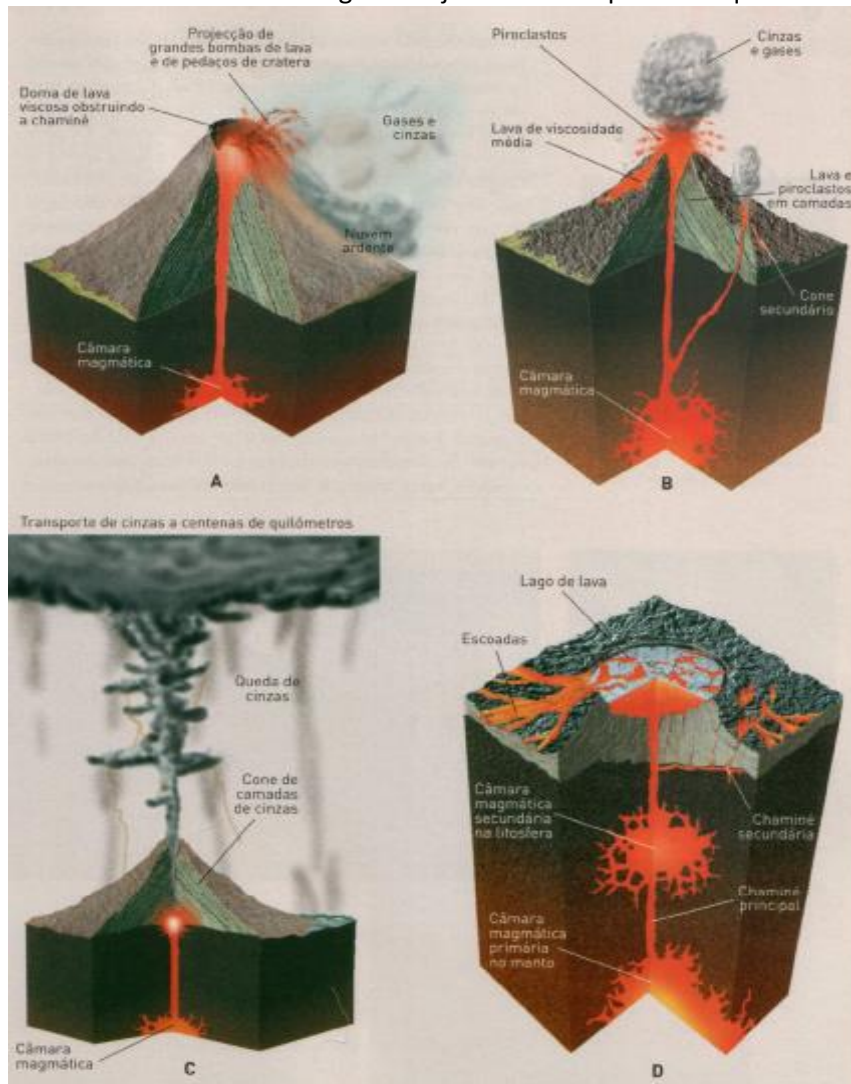 Projecção de
grandes bombas de lava
e de pedaços de cratera
Doma de lava
viscosa obstruindo
a chaminé
Gases e
cinzas
Nuvem
ardente
Câmara
magmática
A
Piroclastos
Cinzas
e gases
Lava de viscosidade
média
Lava e
piroclastos
em camadas
Cone
secundário
Câmara
magmática
B
Transporte de cinzas a centenas de quilómetros
Queda de
cinzas
Cone de
camadas
de cinzas
Câmara
magmática
C
Lago de lava
Escoadas
Câmara
magmática
secundária
na litosfera
Chaminé
secundária
Chaminé
principal
Câmara
magmática
primária
no manto
D